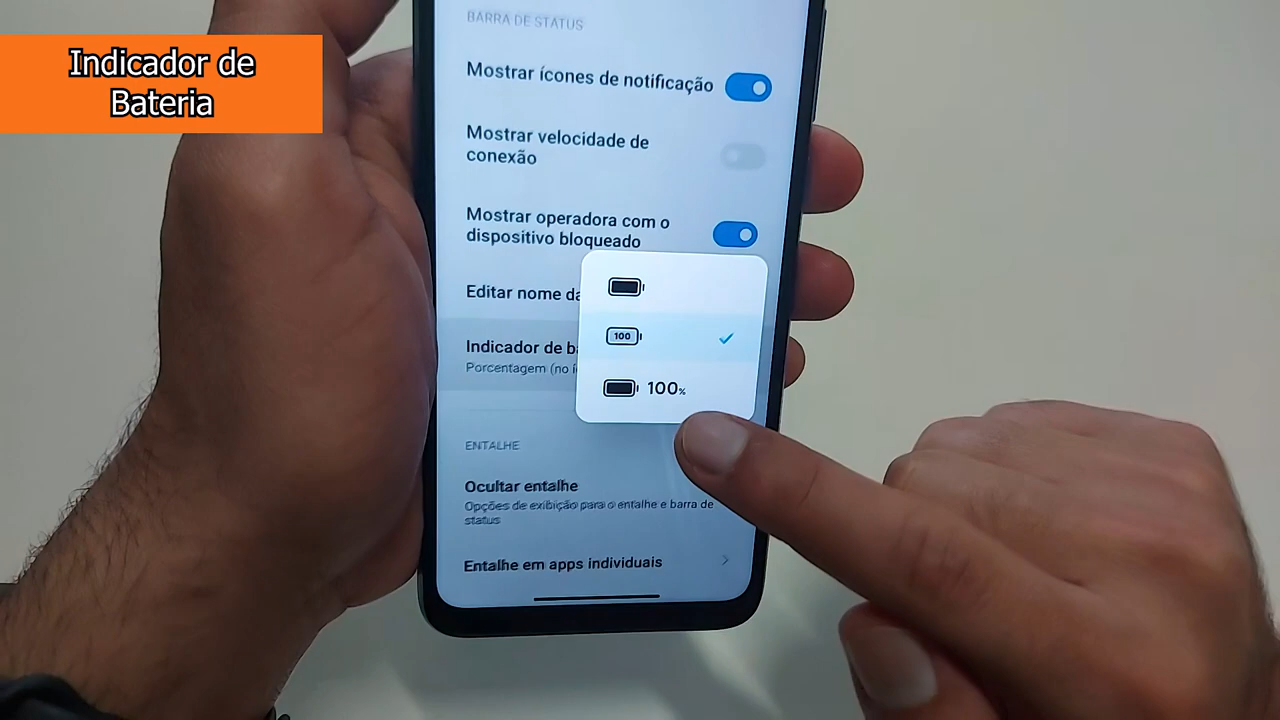 Indicador de
Bateria
BARRA DE STATUS
Mostrar ícones de notificação
Mostrar velocidade de
conexão
Mostrar operadora com o
dispositivo bloqueado
Editar nome da
Indicador de
Porcentagem (no
100
100%
ENTALHE
Ocultar entalhe
Opções de exibição para o entalhe e barra de
status
Entalhe em apps individuais